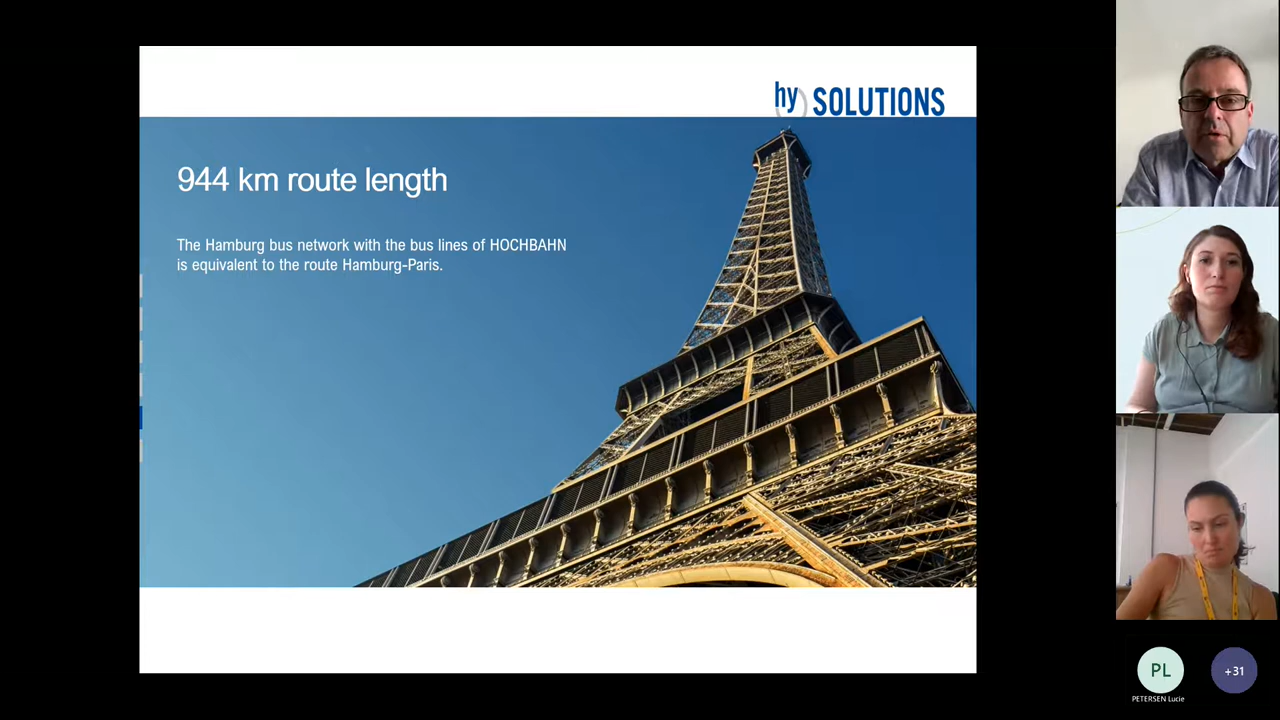 hy SOLUTIONS
944 km route length
The Hamburg bus network with the bus lines of HOCHBAHN
is equivalent to the route Hamburg-Paris.
PL
+31
PETERSEN Lucie